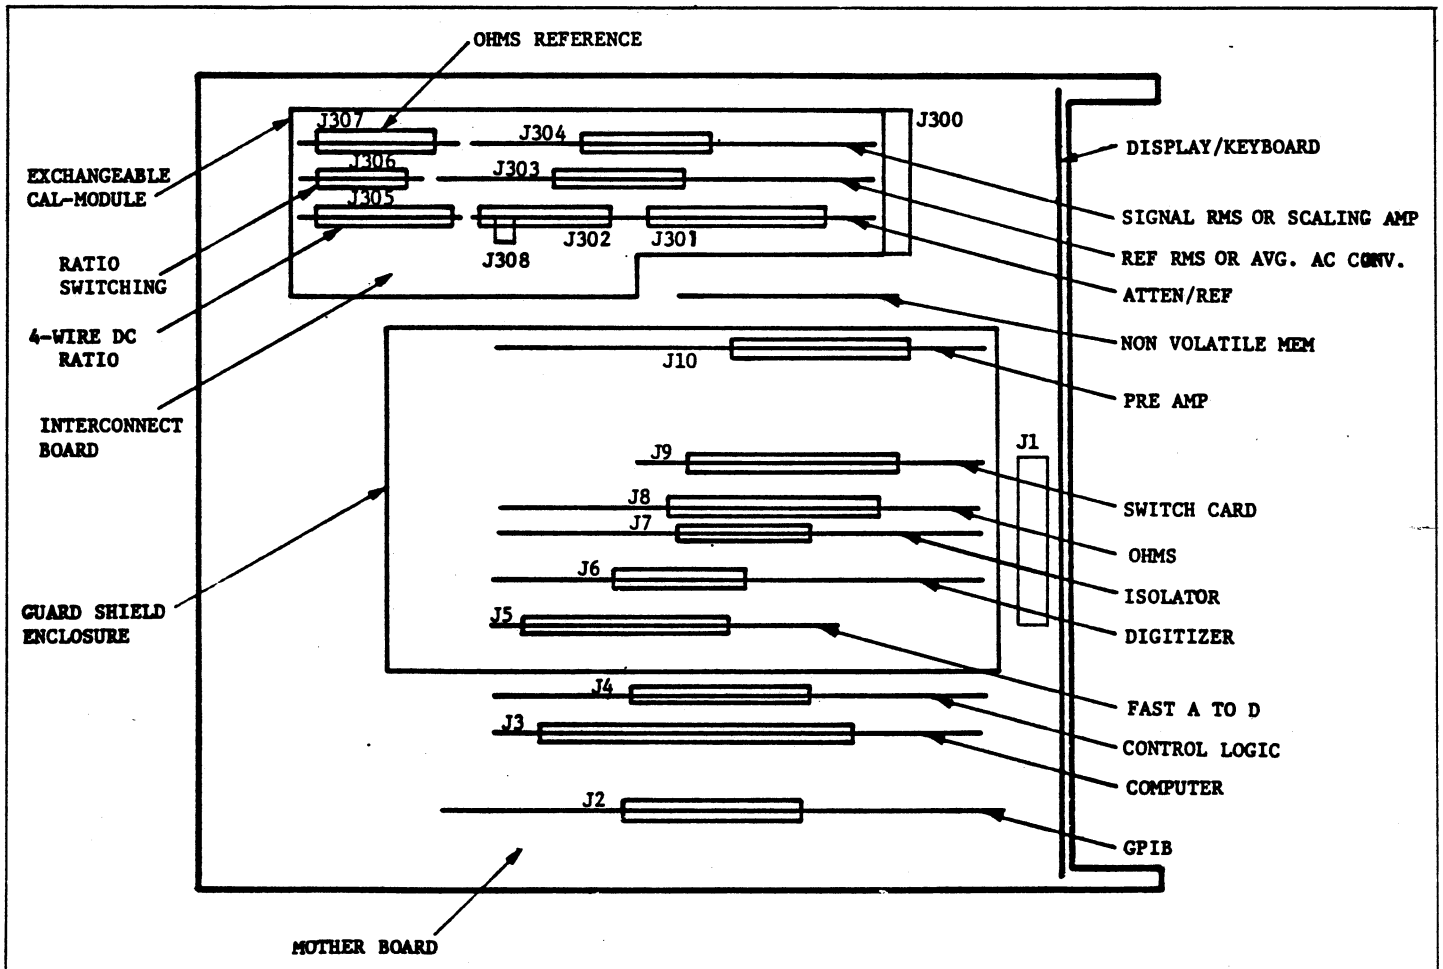 OHMS REFERENCE
J307
J304
J300
DISPLAY/KEYBOARD
J306
J303
EXCHANGEABLE
CAL-MODULE
J305
SIGNAL RMS OR SCALING AMP
J302
J301
J308
REF RMS OR AVG. AC CONV.
RATIO
SWITCHING
ATTEN/REF
4-WIRE DC
RATIO
NON VOLATILE MEM
J10
PRE AMP
INTERCONNECT
BOARD
J9
J1
J8
SWITCH CARD
J7
OHMS
J6
ISOLATOR
GUARD SHIELD
ENCLOSURE
J5
DIGITIZER
J4
FAST A TO D
J3
CONTROL LOGIC
COMPUTER
J2
GPIB
MOTHER BOARD